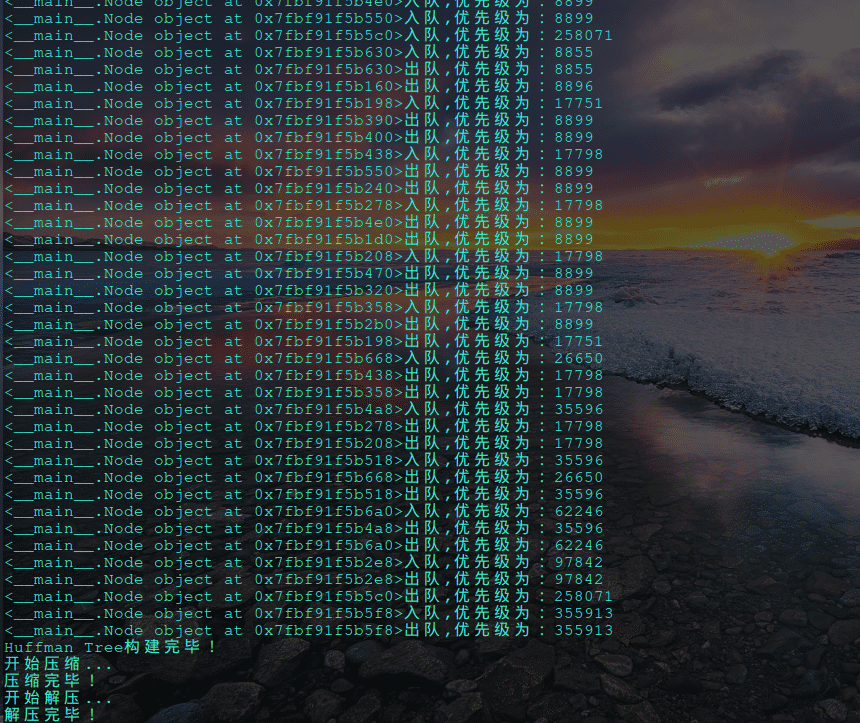 <__main__.Node object at 0x7fbf91f5b4e0>入队,优先级为：8899
<__main__.Node object at 0x7fbf91f5b550>入队,优先级为：8899
<__main__.Node object at 0x7fbf91f5b5c0>入队,优先级为：258071
<__main__.Node object at 0x7fbf91f5b630>入队,优先级为：8855
<__main__.Node object at 0x7fbf91f5b630>出队,优先级为：8855
<__main__.Node object at 0x7fbf91f5b160>出队,优先级为：8896
<__main__.Node object at 0x7fbf91f5b198>入队,优先级为：17751
<__main__.Node object at 0x7fbf91f5b390>出队,优先级为：8899
<__main__.Node object at 0x7fbf91f5b400>出队,优先级为：8899
<__main__.Node object at 0x7fbf91f5b438>入队,优先级为：17798
<__main__.Node object at 0x7fbf91f5b550>出队,优先级为：8899
<__main__.Node object at 0x7fbf91f5b240>出队,优先级为：8899
<__main__.Node object at 0x7fbf91f5b278>入队,优先级为：17798
<__main__.Node object at 0x7fbf91f5b4e0>出队,优先级为：8899
<__main__.Node object at 0x7fbf91f5b1d0>出队,优先级为：8899
<__main__.Node object at 0x7fbf91f5b208>入队,优先级为：17798
<__main__.Node object at 0x7fbf91f5b470>出队,优先级为：8899
<__main__.Node object at 0x7fbf91f5b320>出队,优先级为：8899
<__main__.Node object at 0x7fbf91f5b358>入队,优先级为：17798
<__main__.Node object at 0x7fbf91f5b2b0>出队,优先级为：8899
<__main__.Node object at 0x7fbf91f5b198>出队,优先级为：17751
<__main__.Node object at 0x7fbf91f5b668>入队,优先级为：26650
<__main__.Node object at 0x7fbf91f5b438>出队,优先级为：17798
<__main__.Node object at 0x7fbf91f5b358>出队,优先级为：17798
<__main__.Node object at 0x7fbf91f5b4a8>入队,优先级为：35596
<__main__.Node object at 0x7fbf91f5b278>出队,优先级为：17798
<__main__.Node object at 0x7fbf91f5b208>出队,优先级为：17798
<__main__.Node object at 0x7fbf91f5b518>入队,优先级为：35596
<__main__.Node object at 0x7fbf91f5b668>出队,优先级为：26650
<__main__.Node object at 0x7fbf91f5b518>出队,优先级为：35596
<__main__.Node object at 0x7fbf91f5b6a0>入队,优先级为：62246
<__main__.Node object at 0x7fbf91f5b4a8>出队,优先级为：35596
<__main__.Node object at 0x7fbf91f5b6a0>出队,优先级为：62246
<__main__.Node object at 0x7fbf91f5b2e8>入队,优先级为：97842
<__main__.Node object at 0x7fbf91f5b2e8>出队,优先级为：97842
<__main__.Node object at 0x7fbf91f5b5c0>出队,优先级为：258071
<__main__.Node object at 0x7fbf91f5b5f8>入队,优先级为：355913
<__main__.Node object at 0x7fbf91f5b5f8>出队,优先级为：355913
Huffman Tree构建完毕！
开始压缩...
压缩完毕！
开始解压...
解压完毕！